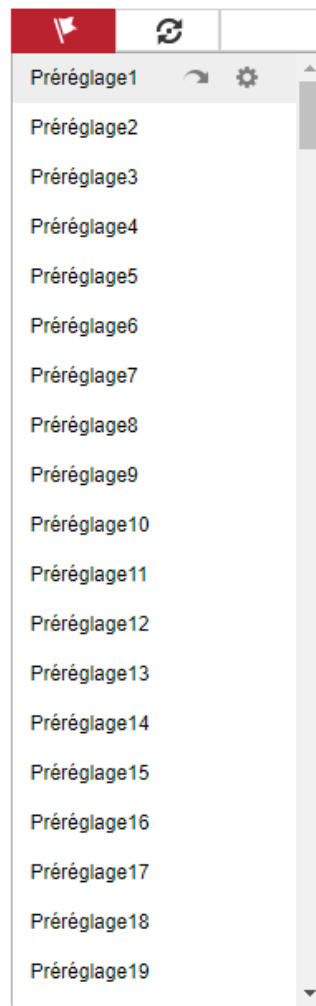 Préréglage1
Préréglage2
Préréglage3
Préréglage4
Préréglage5
Préréglage6
Préréglage7
Préréglage8
Préréglage9
Préréglage10
Préréglage11
Préréglage12
Préréglage13
Préréglage14
Préréglage15
Préréglage16
Préréglage17
Préréglage18
Préréglage19